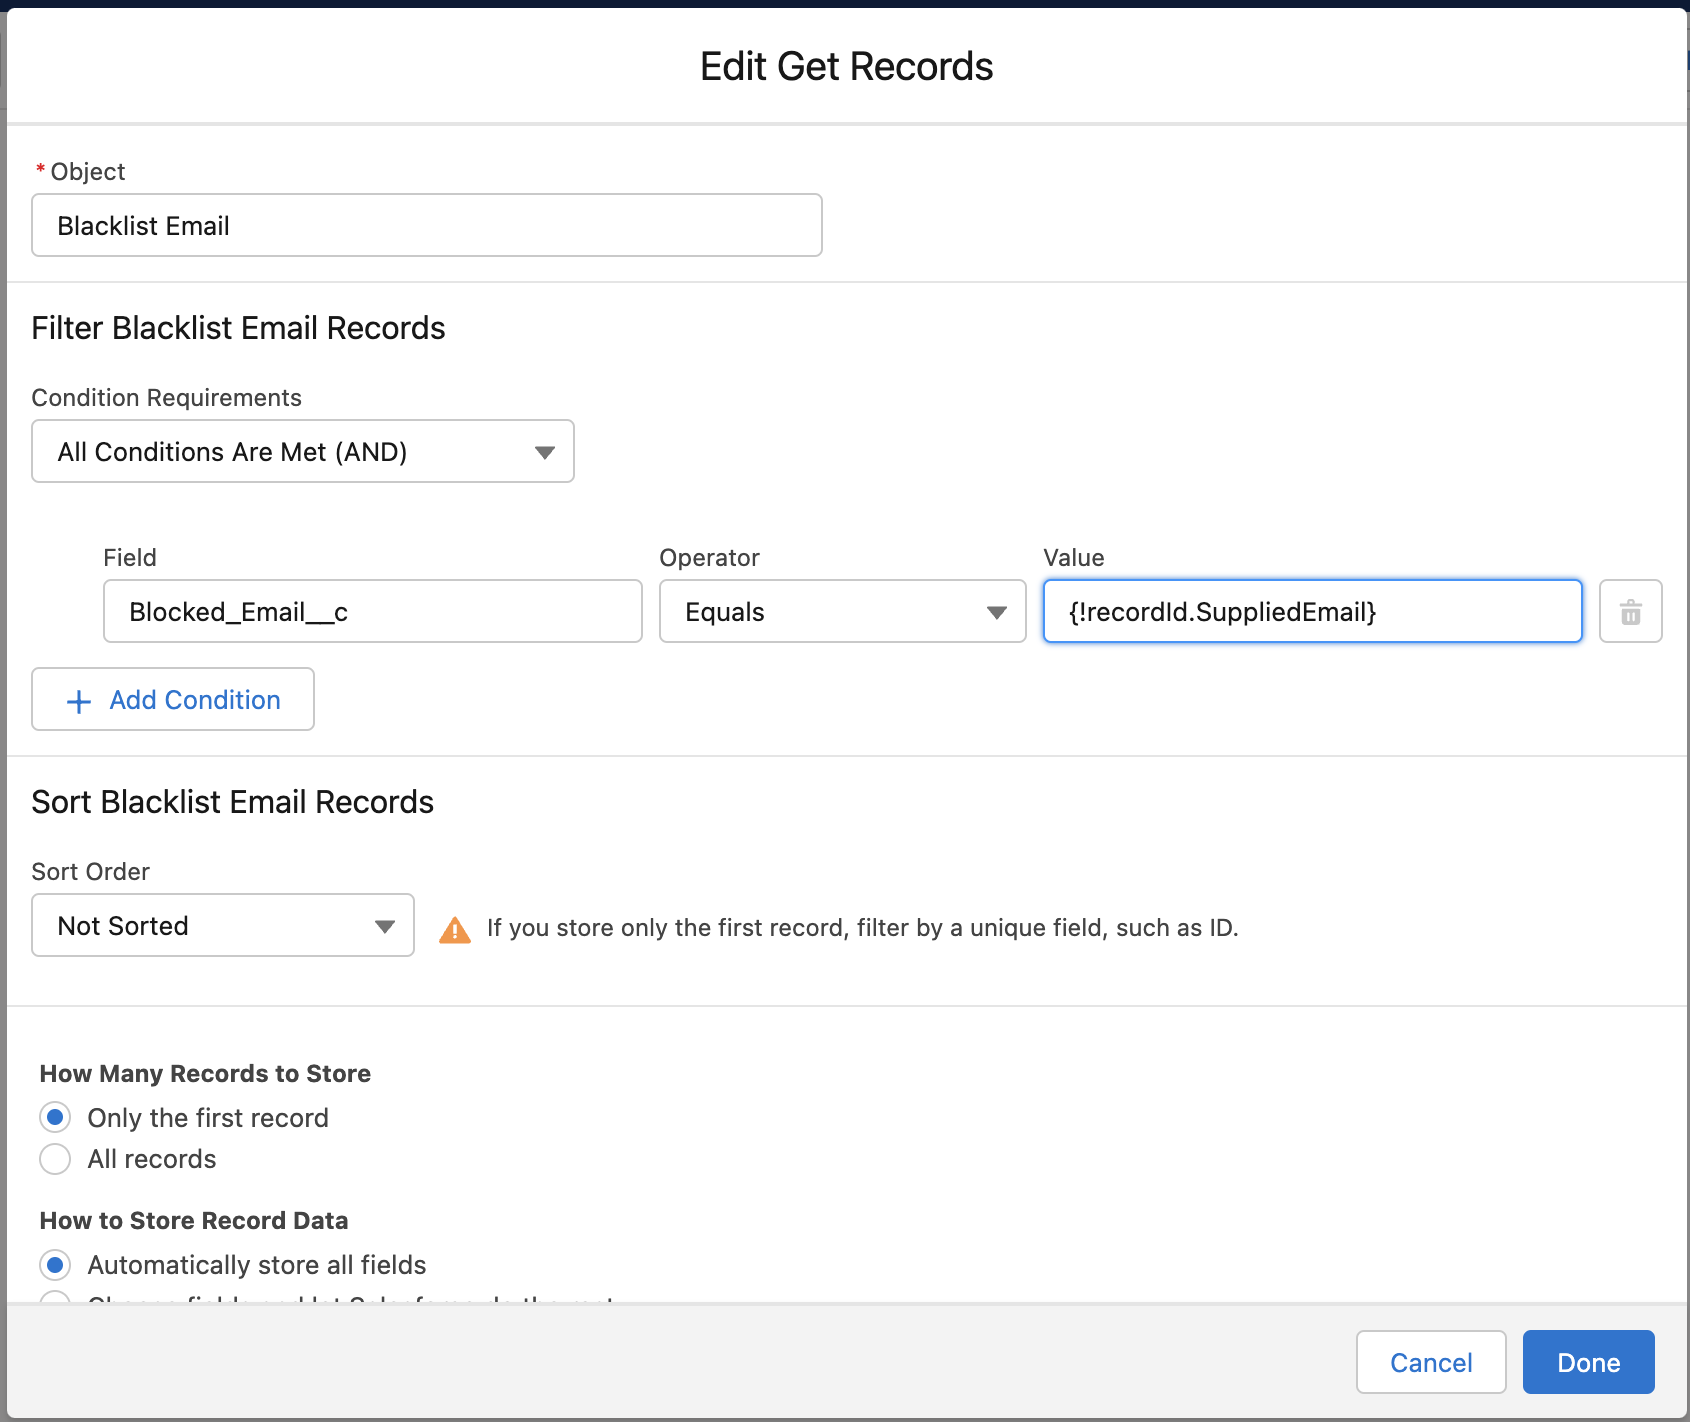 Edit Get Records
* Object
Blacklist Email
Filter Blacklist Email Records
Condition Requirements
All Conditions Are Met (AND)
Field Operator Value
Blocked_Email__c Equals {!recordId.SuppliedEmail}
+ Add Condition
Sort Blacklist Email Records
Sort Order
Not Sorted
If you store only the first record, filter by a unique field, such as ID.
How Many Records to Store
Only the first record
All records
How to Store Record Data
Automatically store all fields
Cancel Done